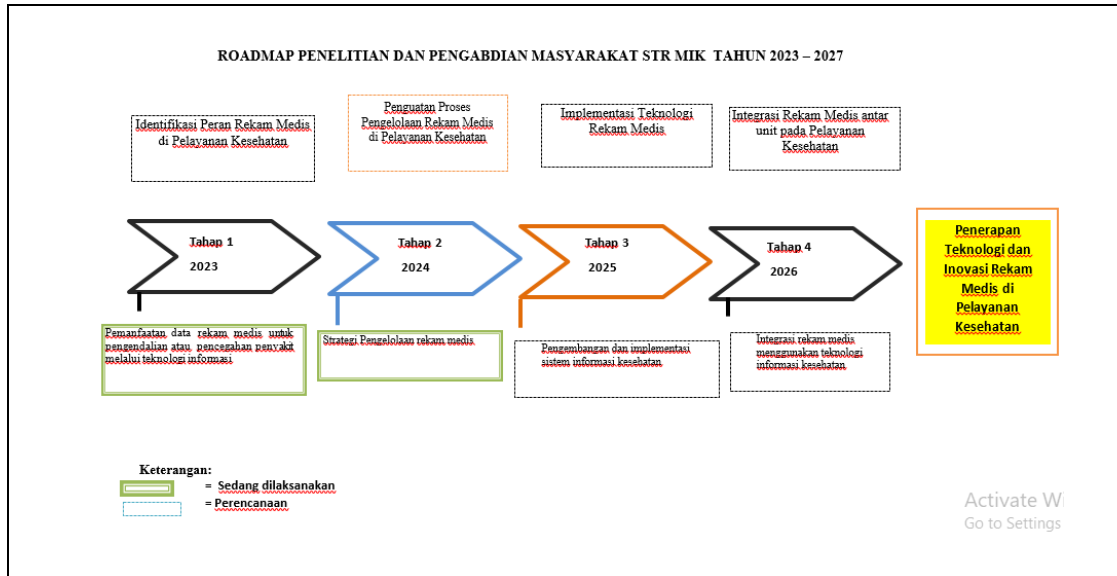 ROADMAP PENELITIAN DAN PENGABDIAN MASYARAKAT STR MIK TAHUN 2023 – 2027
Identifikasi Peran Rekam Medis
di Pelayanan Kesehatan
Penguatan Proses
Pengelolaan Rekam Medis
di Pelayanan Kesehatan
Implementasi Teknologi
Rekam Medis
Integrasi Rekam Medis antar
unit pada Pelayanan
Kesehatan
Tahap 1
2023
Tahap 2
2024
Tahap 3
2025
Tahap 4
2026
Penerapan
Teknologi dan
Inovasi Rekam
Medis di
Pelayanan
Kesehatan
Pemanfaatan data rekam medis untuk
pengendalian atau pencegahan penyakit
melalui teknologi informasi
Strategi Pengelolaan rekam medis
Pengembangan dan implementasi
sistem informasi kesehatan
Integrasi rekam medis
menggunakan teknologi
informasi kesehatan
Keterangan:
= Sedang dilaksanakan
= Perencanaan
Activate Wi
Go to Settings